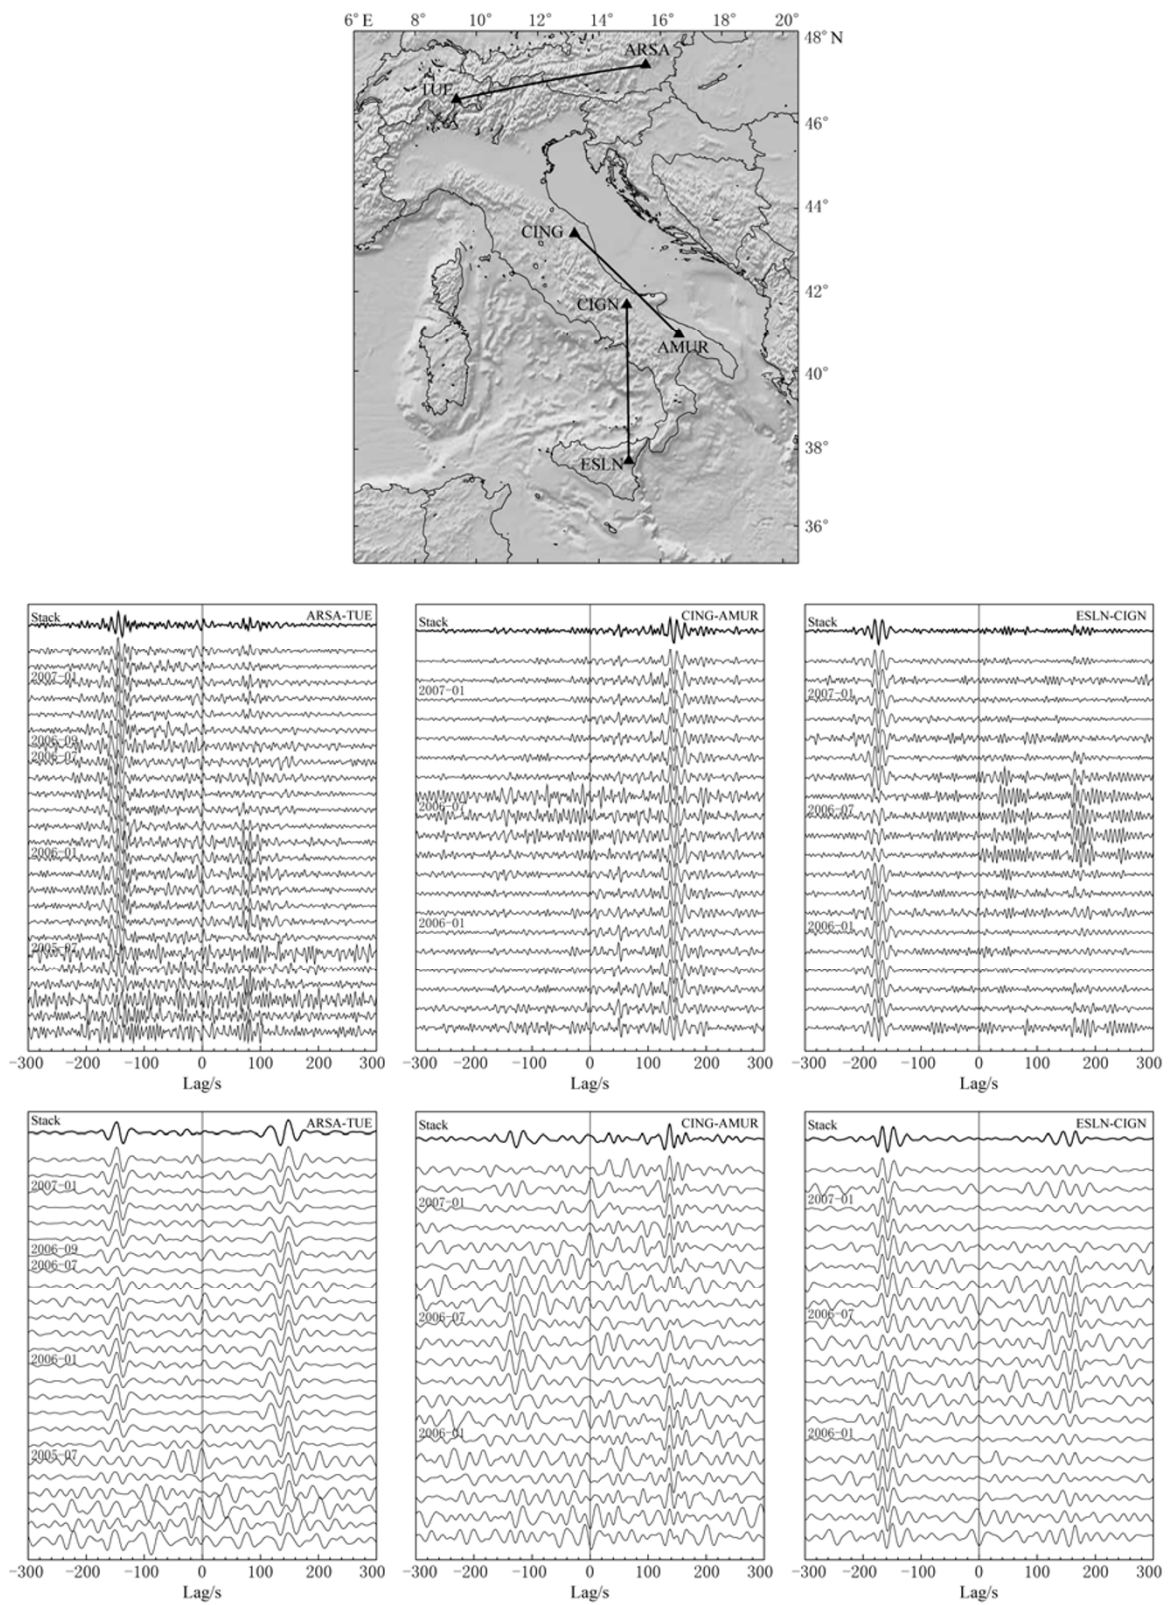 6° E 8° 10° 12° 14° 16° 18° 20°
48° N
ARSA
TUE
46°
44°
CING
42°
CIGN
AMUR
40°
38°
ESLN
36°
Stack ARSA-TUE
2007-01
2006-09
2006-07
2006-01
2005-07
-300 -200 -100 0 100 200 300
Lag/s
Stack CING-AMUR
2007-01
2006-07
2006-01
-300 -200 -100 0 100 200 300
Lag/s
Stack ESLN-CIGN
2007-01
2006-07
2006-01
-300 -200 -100 0 100 200 300
Lag/s
Stack ARSA-TUE
2007-01
2006-09
2006-07
2006-01
2005-07
-300 -200 -100 0 100 200 300
Lag/s
Stack CING-AMUR
2007-01
2006-07
2006-01
-300 -200 -100 0 100 200 300
Lag/s
Stack ESLN-CIGN
2007-01
2006-07
2006-01
-300 -200 -100 0 100 200 300
Lag/s